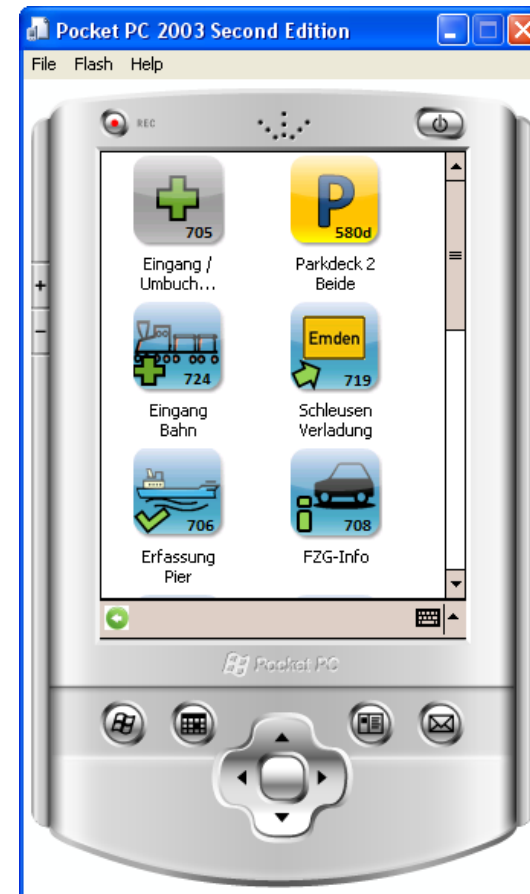 Pocket PC 2003 Second Edition
File Flash Help
REC
P
705
580d
Eingang /
Umbuch...
Parkdeck 2
Beide
Emden
724
719
Eingang
Bahn
Schleusen
Verladung
706
708
Erfassung
Pier
FZG-Info
Pocket PC